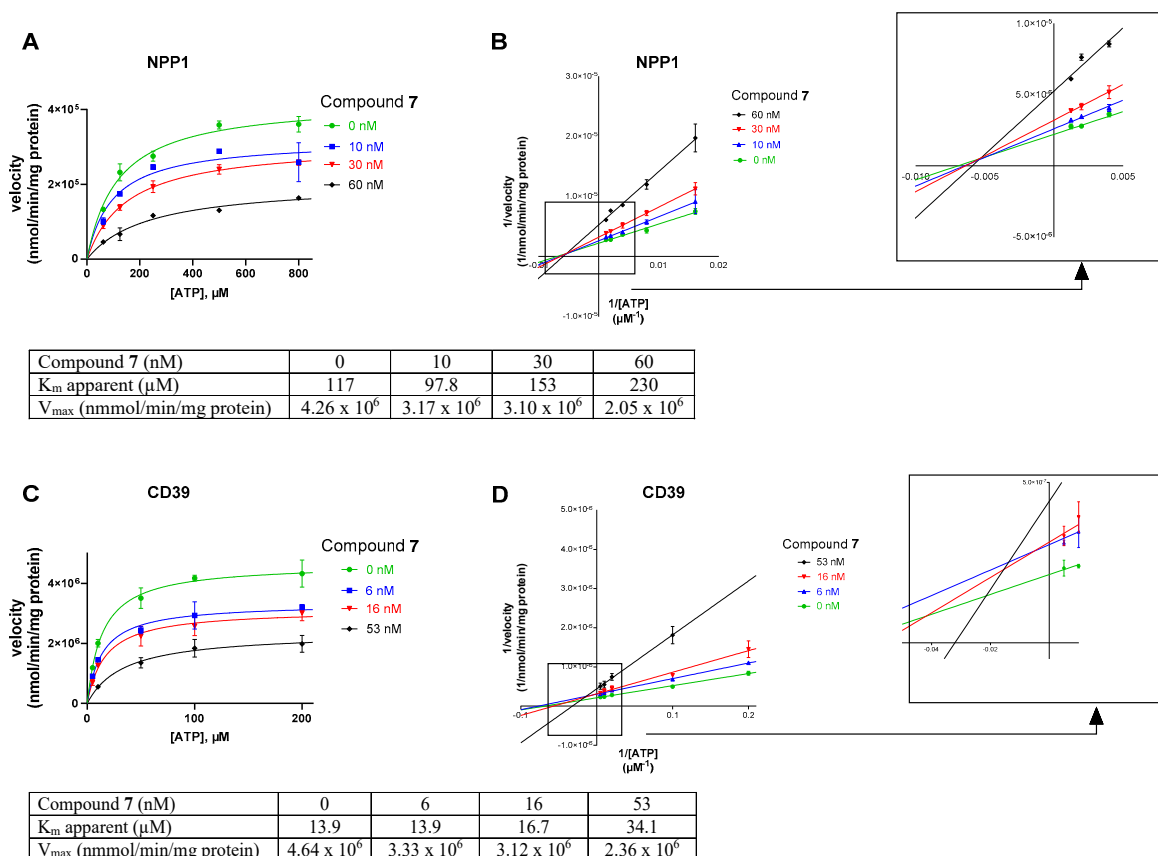 A
NPP1
velocity
(nmol/min/mg protein)
4×10⁵
2×10⁵
0
0 200 400 600 800
[ATP], µM
Compound 7
0 nM
10 nM
30 nM
60 nM
B
NPP1
1/velocity
(1/nmol/min/mg protein)
3.0×10⁻⁵
2.0×10⁻⁵
1.0×10⁻⁵
-1.0×10⁻⁵
0.01 0.02
1/[ATP]
(µM⁻¹)
Compound 7
60 nM
30 nM
10 nM
0 nM
1.0×10⁻⁵
5.0×10⁻⁶
-0.010 -0.005 0.005
-5.0×10⁻⁶
Compound 7 (nM) 0 10 30 60
Kₘ apparent (µM) 117 97.8 153 230
Vₘₐₓ (nmmol/min/mg protein) 4.26 x 10⁶ 3.17 x 10⁶ 3.10 x 10⁶ 2.05 x 10⁶
C
CD39
velocity
(nmol/min/mg protein)
4×10⁶
2×10⁶
0
0 100 200
[ATP], µM
Compound 7
0 nM
6 nM
16 nM
53 nM
D
CD39
1/velocity
(1/nmol/min/mg protein)
5.0×10⁻⁶
4.0×10⁻⁶
3.0×10⁻⁶
2.0×10⁻⁶
1.0×10⁻⁶
-1.0×10⁻⁶
-0.1 0.1 0.2
1/[ATP]
(µM⁻¹)
Compound 7
53 nM
16 nM
6 nM
0 nM
5.0×10⁻⁷
-0.04 -0.02
Compound 7 (nM) 0 6 16 53
Kₘ apparent (µM) 13.9 13.9 16.7 34.1
Vₘₐₓ (nmmol/min/mg protein) 4.64 x 10⁶ 3.33 x 10⁶ 3.12 x 10⁶ 2.36 x 10⁶